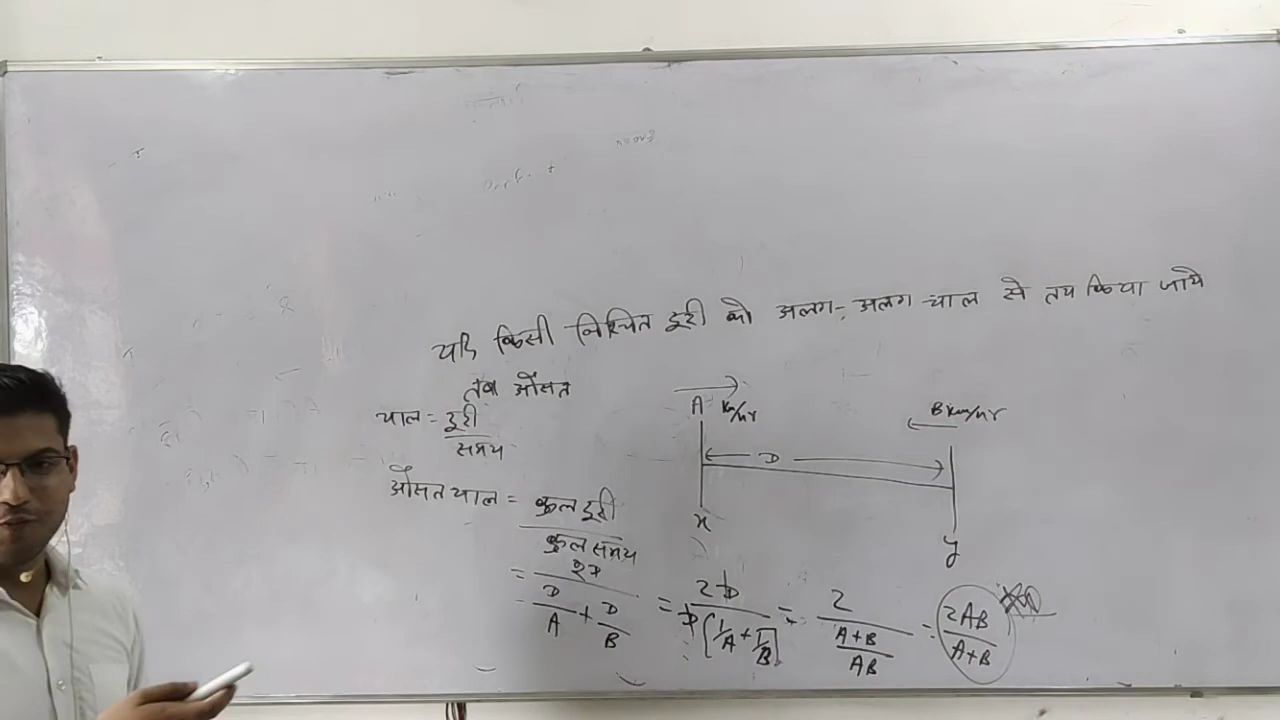 यदि किसी निश्चित दूरी को अलग-अलग चाल से तय किया जाये
तब औसत
चाल = दूरी / समय
A km/hr
B km/hr
D
x
y
औसत चाल = कुल दूरी / कुल समय
= 2D / (D/A + D/B) = 2D / D[1/A + 1/B] = 2 / ((A+B)/AB) = 2AB / (A+B)